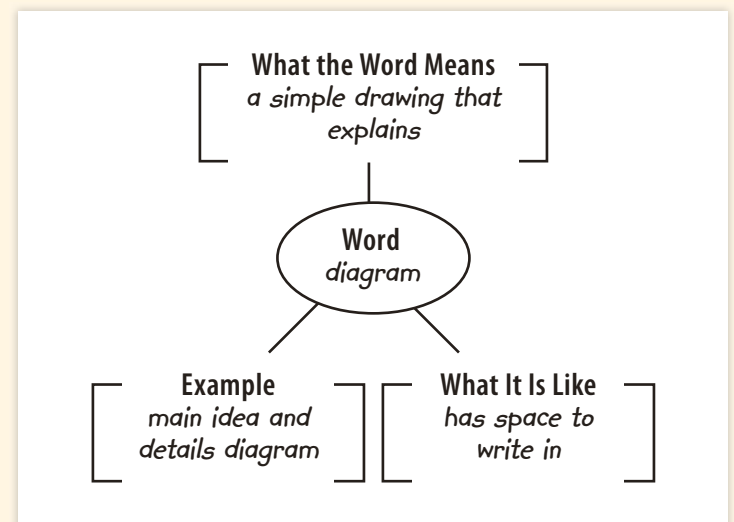 What the Word Means
a simple drawing that
explains
Word
diagram
Example
main idea and
details diagram
What It Is Like
has space to
write in